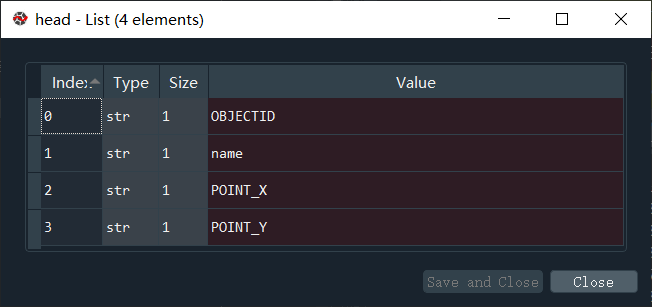 head - List (4 elements)
Index Type Size Value
0 str 1 OBJECTID
1 str 1 name
2 str 1 POINT_X
3 str 1 POINT_Y
Save and Close Close